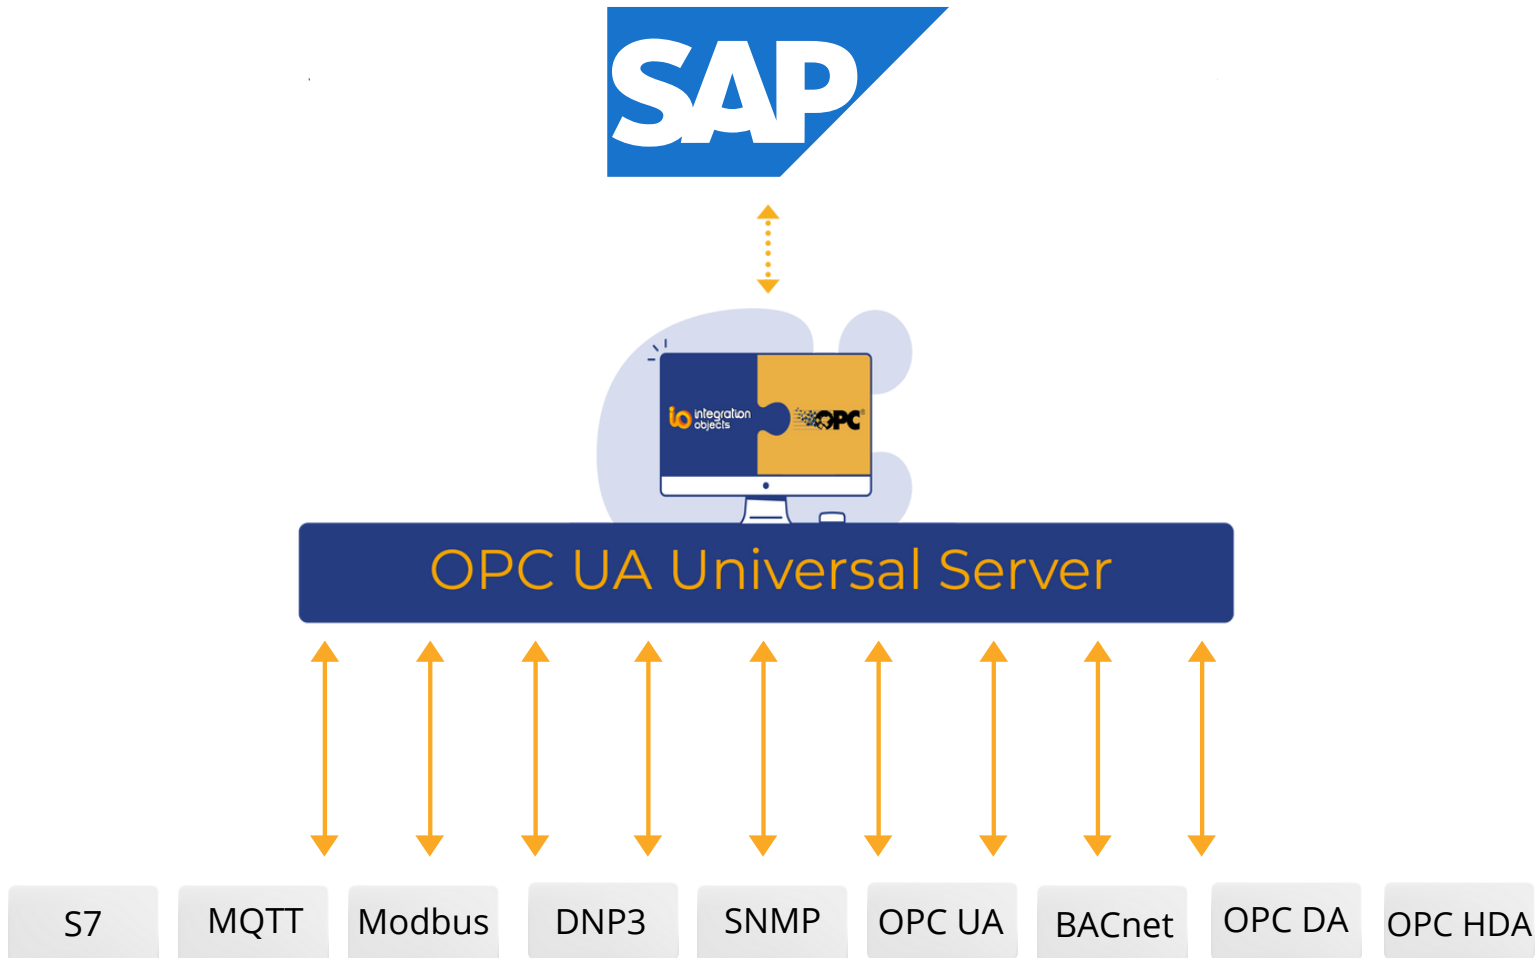 SAP
integration
objects
OPC
OPC UA Universal Server
S7
MQTT
Modbus
DNP3
SNMP
OPC UA
BACnet
OPC DA
OPC HDA